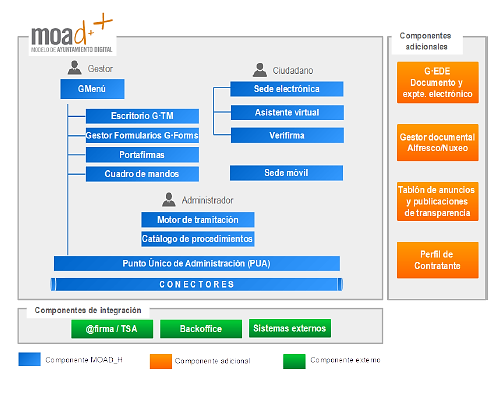 moad++
MODELO DE AYUNTAMIENTO DIGITAL
Gestor
GMenú
Escritorio G·TM
Gestor Formularios G·Forms
Portafirmas
Cuadro de mandos
Ciudadano
Sede electrónica
Asistente virtual
Verifirma
Sede móvil
Administrador
Motor de tramitación
Catálogo de procedimientos
Punto Único de Administración (PUA)
CONECTORES
Componentes
adicionales
G·EDE
Documento y
expte. electrónico
Gestor documental
Alfresco/Nuxeo
Tablón de anuncios
y publicaciones
de transparencia
Perfil de
Contratante
Componentes de integración
@firma / TSA
Backoffice
Sistemas externos
Componente MOAD_H
Componente adicional
Componente externo